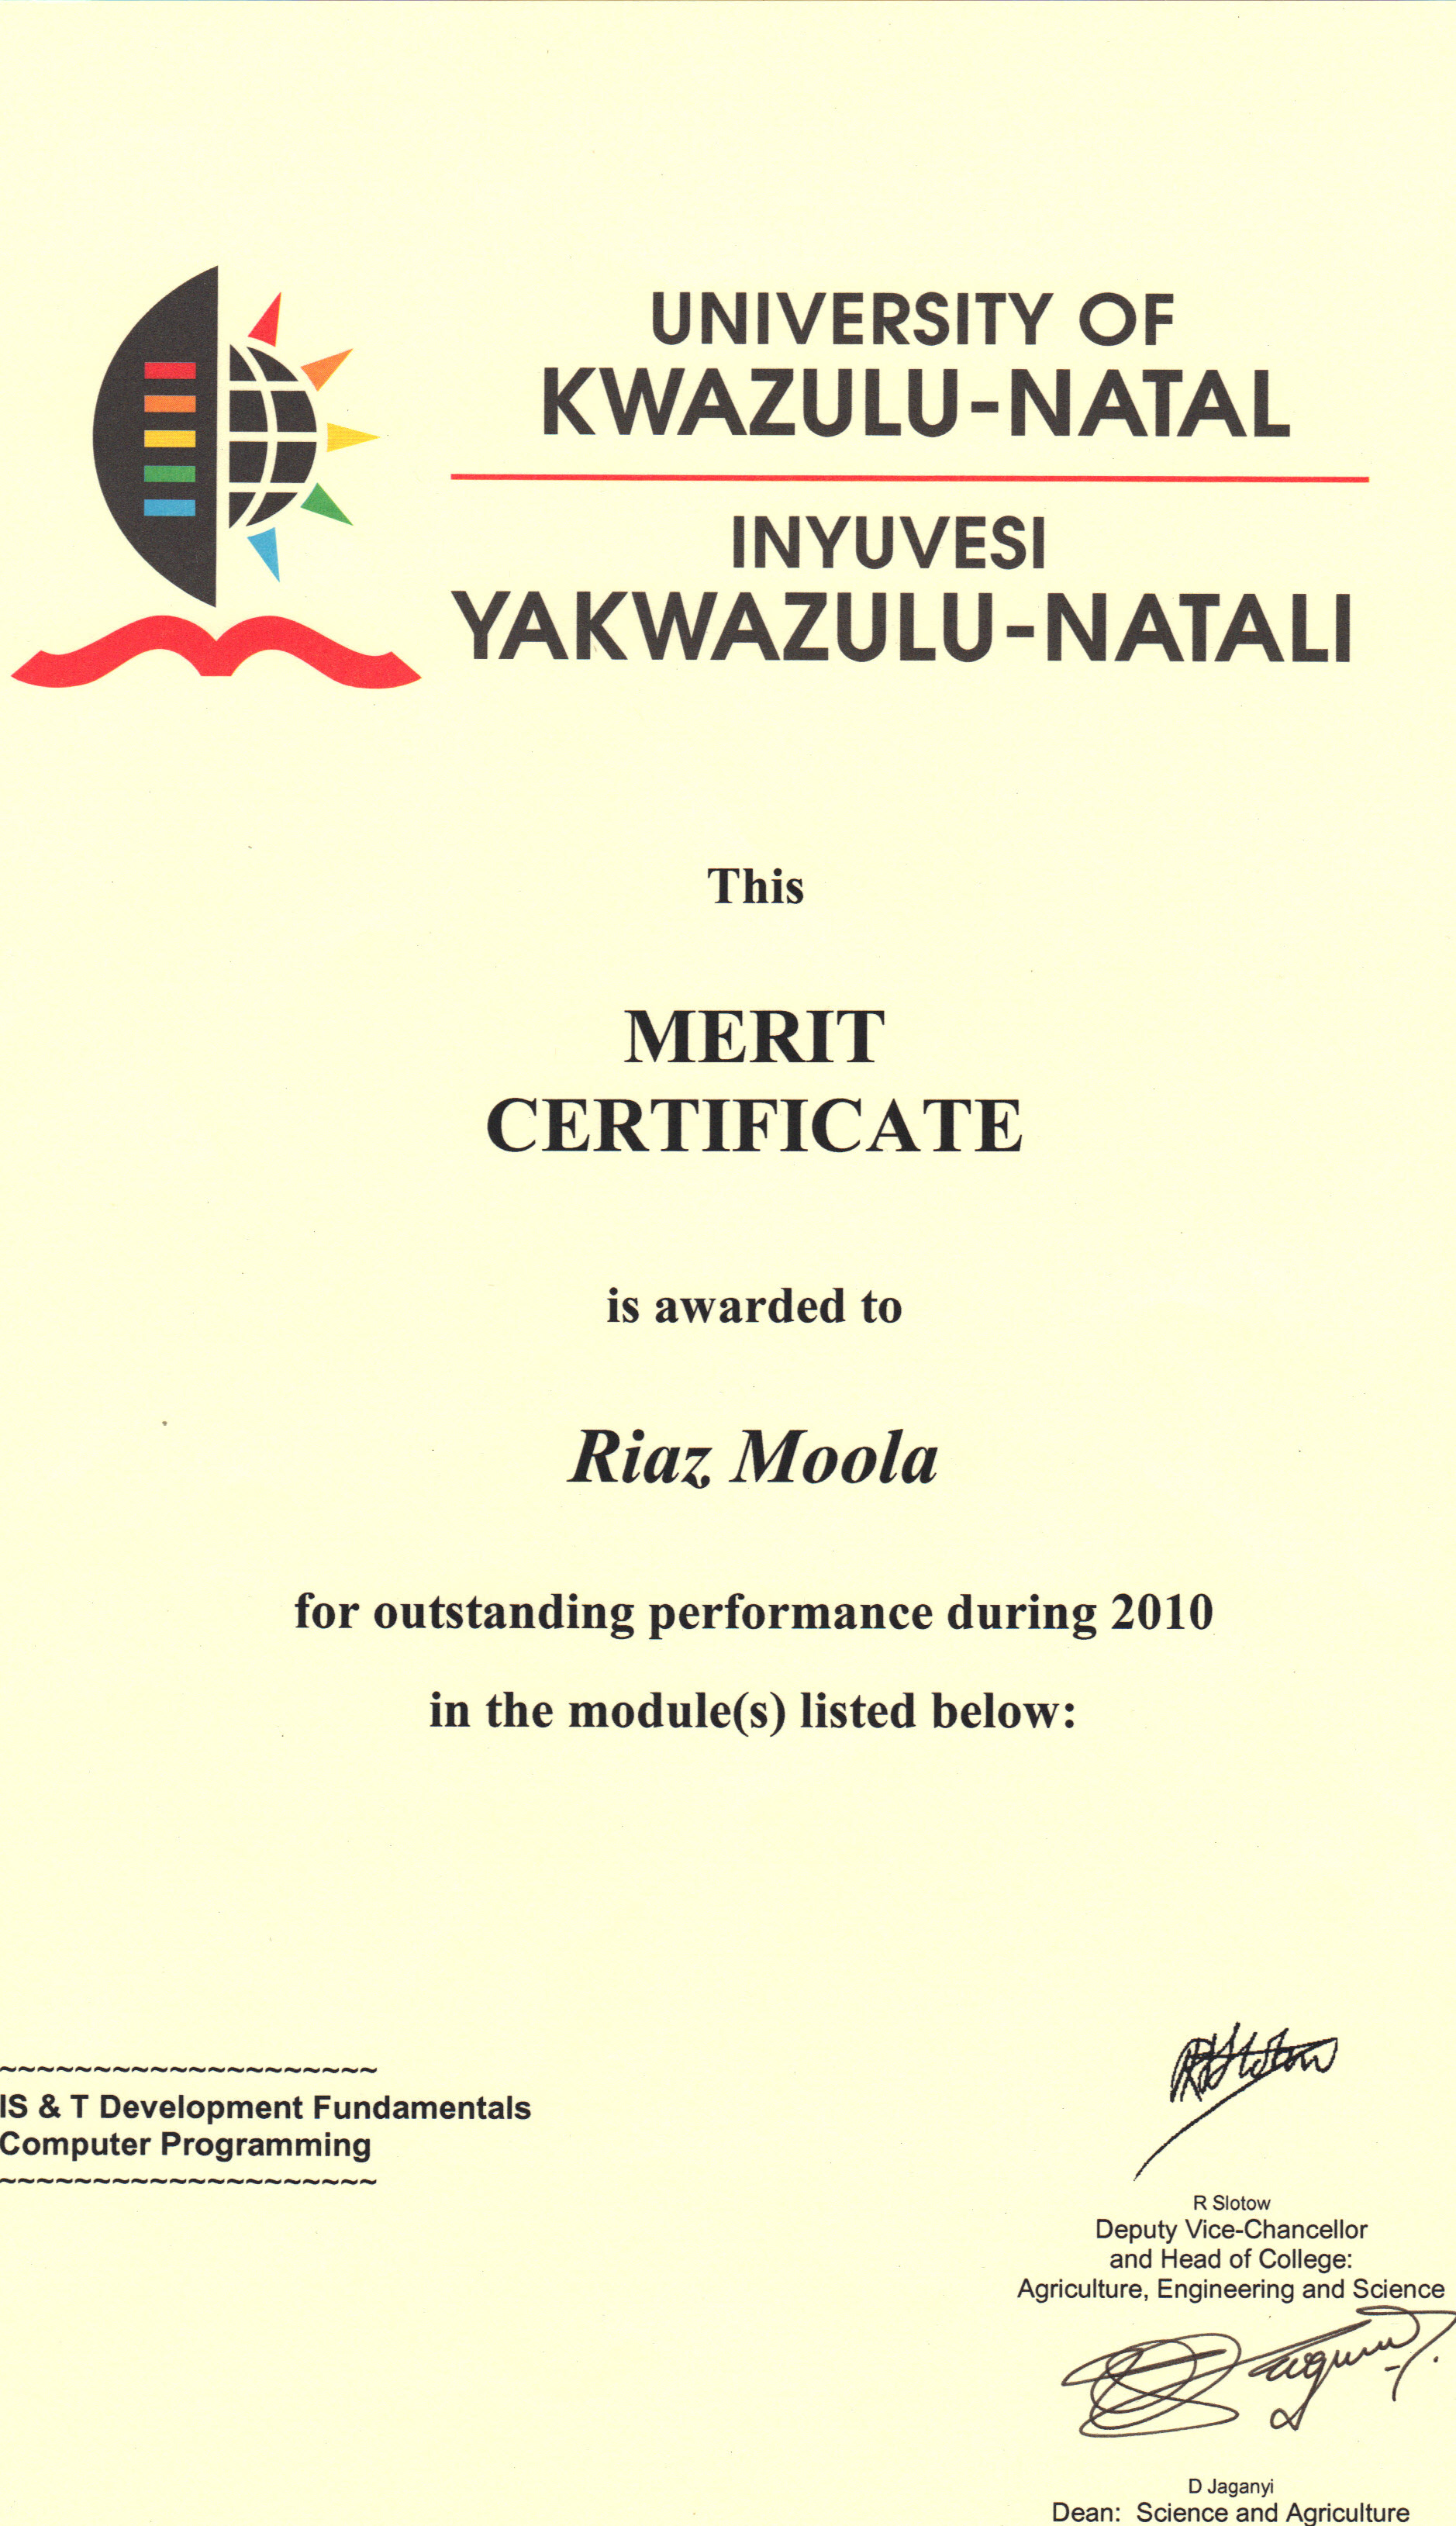 UNIVERSITY OF
KWAZULU-NATAL
INYUVESI
YAKWAZULU-NATALI
This
MERIT
CERTIFICATE
is awarded to
Riaz Moola
for outstanding performance during 2010
in the module(s) listed below:
~~~~~~~~~~~~~~~~~~~~
IS & T Development Fundamentals
Computer Programming
~~~~~~~~~~~~~~~~~~~~
R Slotow
R Slotow
Deputy Vice-Chancellor
and Head of College:
Agriculture, Engineering and Science
D Jaganyi
Dean: Science and Agriculture